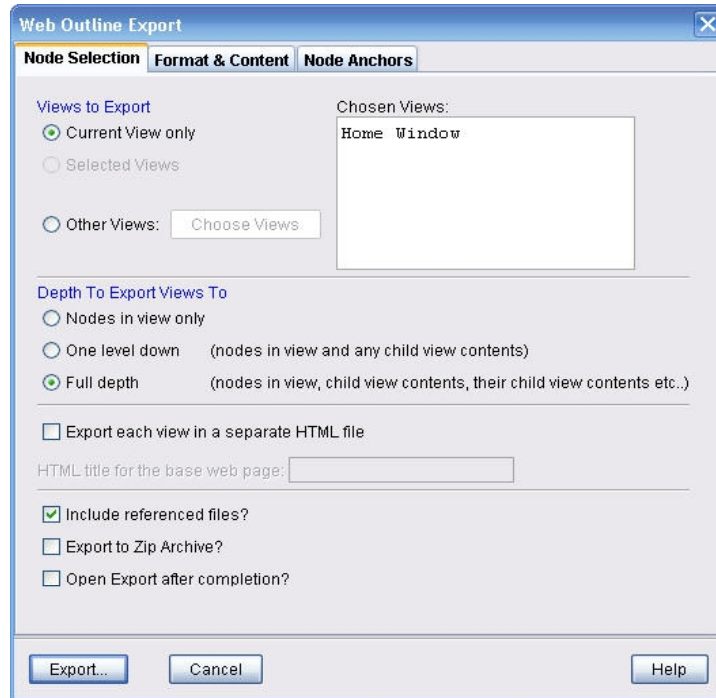 Web Outline Export
Node Selection Format & Content Node Anchors
Views to Export
Chosen Views:
Current View only
Home Window
Selected Views
Other Views: Choose Views
Depth To Export Views To
Nodes in view only
One level down (nodes in view and any child view contents)
Full depth (nodes in view, child view contents, their child view contents etc..)
Export each view in a separate HTML file
HTML title for the base web page:
Include referenced files?
Export to Zip Archive?
Open Export after completion?
Export... Cancel Help